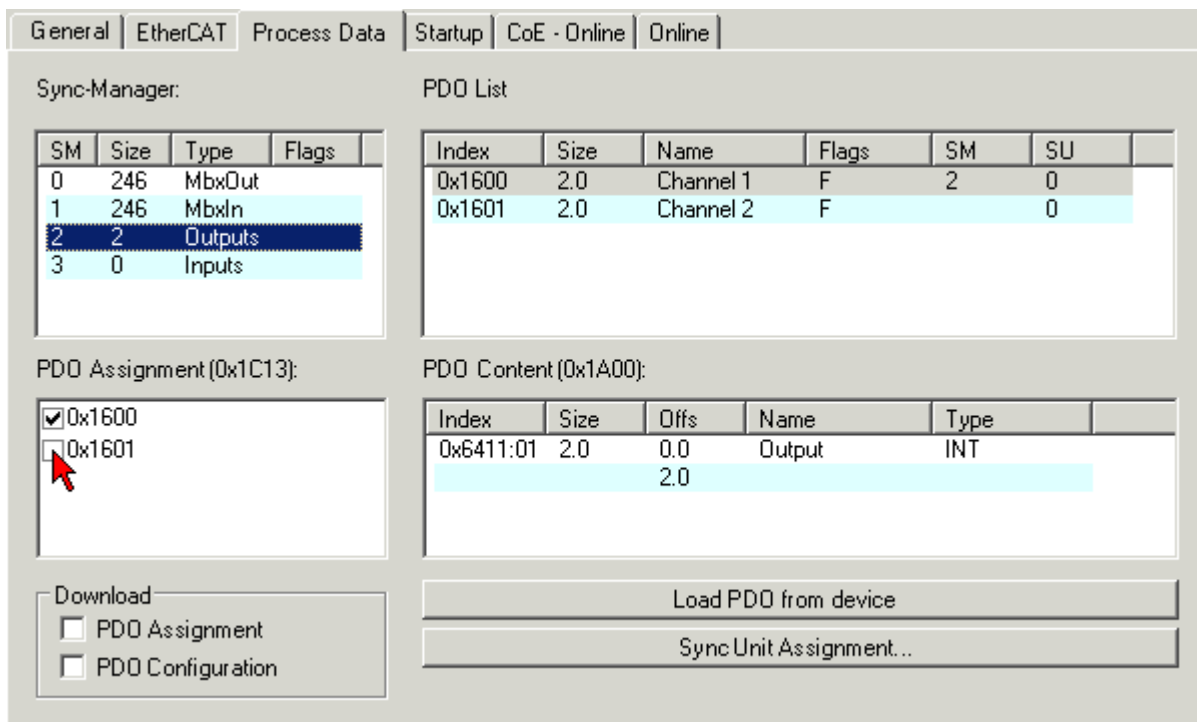 General EtherCAT Process Data Startup CoE - Online Online
Sync-Manager: PDO List
SM Size Type Flags Index Size Name Flags SM SU
0 246 MbxOut 0x1600 2.0 Channel 1 F 2 0
1 246 MbxIn 0x1601 2.0 Channel 2 F 0
2 2 Outputs
3 0 Inputs
PDO Assignment (0x1C13): PDO Content (0x1A00):
0x1600 Index Size Offs Name Type
0x1601 0x6411:01 2.0 0.0 Output INT
2.0
Download Load PDO from device
PDO Assignment Sync Unit Assignment...
PDO Configuration